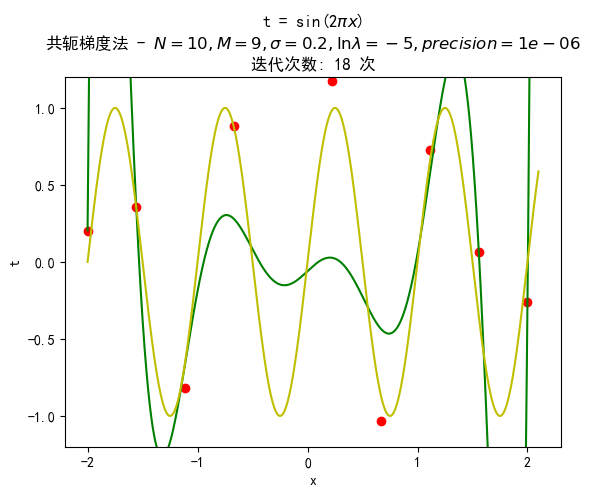 t = sin(2πx)
共轭梯度法 - N = 10, M = 9, σ = 0.2, lnλ = −5, precision = 1e − 06
迭代次数: 18 次
1.0
0.5
0.0
−0.5
−1.0
t
−2
−1
0
1
2
x